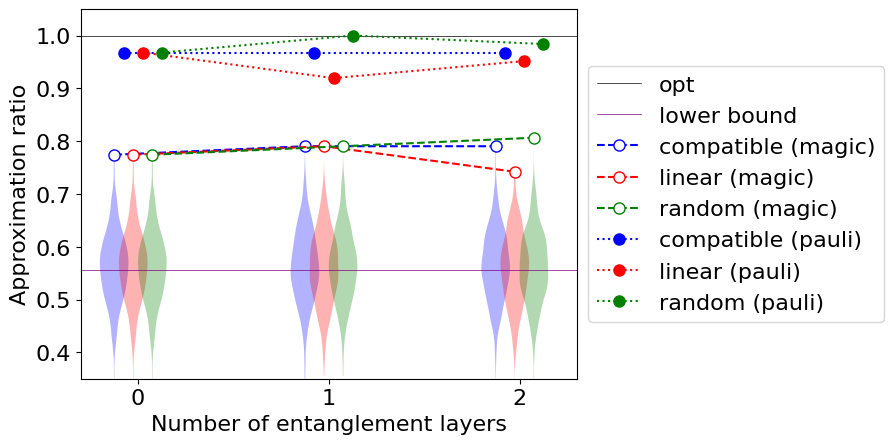 Approximation ratio
1.0
0.9
0.8
0.7
0.6
0.5
0.4
0
1
2
Number of entanglement layers
opt
lower bound
compatible (magic)
linear (magic)
random (magic)
compatible (pauli)
linear (pauli)
random (pauli)